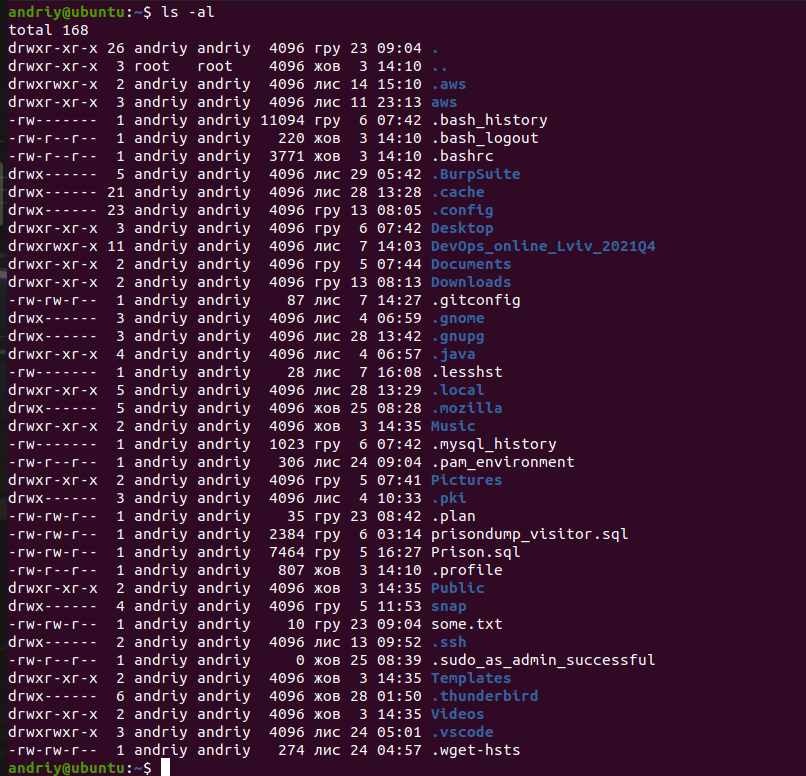 andriy@ubuntu:~$ ls -al
total 168
drwxr-xr-x 26 andriy andriy  4096 гру 23 09:04 .
drwxr-xr-x  3 root   root    4096 жов  3 14:10 ..
drwxrwxr-x  2 andriy andriy  4096 лис 14 15:10 .aws
drwxr-xr-x  3 andriy andriy  4096 лис 11 23:13 aws
-rw-------  1 andriy andriy 11094 гру  6 07:42 .bash_history
-rw-r--r--  1 andriy andriy   220 жов  3 14:10 .bash_logout
-rw-r--r--  1 andriy andriy  3771 жов  3 14:10 .bashrc
drwx------  5 andriy andriy  4096 лис 29 05:42 .BurpSuite
drwx------ 21 andriy andriy  4096 лис 28 13:28 .cache
drwx------ 23 andriy andriy  4096 гру 13 08:05 .config
drwxr-xr-x  3 andriy andriy  4096 гру  6 07:42 Desktop
drwxrwxr-x 11 andriy andriy  4096 лис  7 14:03 DevOps_online_Lviv_2021Q4
drwxr-xr-x  2 andriy andriy  4096 гру  5 07:44 Documents
drwxr-xr-x  2 andriy andriy  4096 гру 13 08:13 Downloads
-rw-rw-r--  1 andriy andriy    87 лис  7 14:27 .gitconfig
drwx------  3 andriy andriy  4096 лис  4 06:59 .gnome
drwx------  3 andriy andriy  4096 лис 28 13:42 .gnupg
drwxr-xr-x  4 andriy andriy  4096 лис  4 06:57 .java
-rw-------  1 andriy andriy    28 лис  7 16:08 .lesshst
drwxr-xr-x  5 andriy andriy  4096 лис 28 13:29 .local
drwx------  5 andriy andriy  4096 жов 25 08:28 .mozilla
drwxr-xr-x  2 andriy andriy  4096 жов  3 14:35 Music
-rw-------  1 andriy andriy  1023 гру  6 07:42 .mysql_history
-rw-r--r--  1 andriy andriy   306 лис 24 09:04 .pam_environment
drwxr-xr-x  2 andriy andriy  4096 гру  5 07:41 Pictures
drwx------  3 andriy andriy  4096 лис  4 10:33 .pki
-rw-rw-r--  1 andriy andriy    35 гру 23 08:42 .plan
-rw-rw-r--  1 andriy andriy  2384 гру  6 03:14 prisondump_visitor.sql
-rw-rw-r--  1 andriy andriy  7464 гру  5 16:27 Prison.sql
-rw-r--r--  1 andriy andriy   807 жов  3 14:10 .profile
drwxr-xr-x  2 andriy andriy  4096 жов  3 14:35 Public
drwx------  4 andriy andriy  4096 гру  5 11:53 snap
-rw-rw-r--  1 andriy andriy    10 гру 23 09:04 some.txt
drwx------  2 andriy andriy  4096 лис 13 09:52 .ssh
-rw-r--r--  1 andriy andriy     0 жов 25 08:39 .sudo_as_admin_successful
drwxr-xr-x  2 andriy andriy  4096 жов  3 14:35 Templates
drwx------  6 andriy andriy  4096 жов 28 01:50 .thunderbird
drwxr-xr-x  2 andriy andriy  4096 жов  3 14:35 Videos
drwxrwxr-x  3 andriy andriy  4096 лис 24 05:01 .vscode
-rw-rw-r--  1 andriy andriy   274 лис 24 04:57 .wget-hsts
andriy@ubuntu:~$